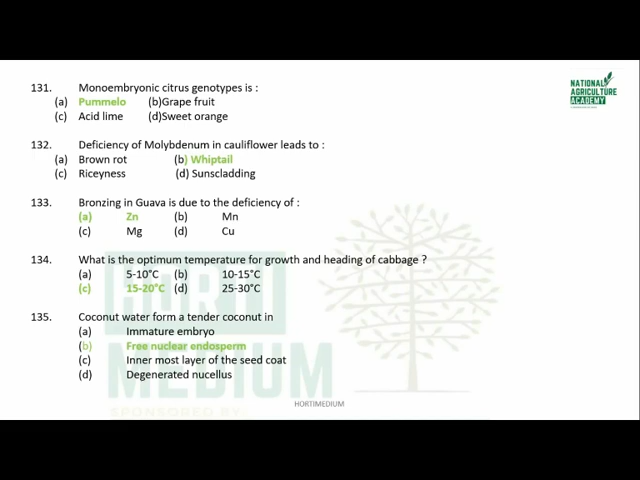 131. Monoembryonic citrus genotypes is :
(a) Pummelo (b)Grape fruit
(c) Acid lime (d)Sweet orange
132. Deficiency of Molybdenum in cauliflower leads to :
(a) Brown rot (b) Whiptail
(c) Riceyness (d) Sunscladding
133. Bronzing in Guava is due to the deficiency of :
(a) Zn (b) Mn
(c) Mg (d) Cu
134. What is the optimum temperature for growth and heading of cabbage ?
(a) 5-10°C (b) 10-15°C
(c) 15-20°C (d) 25-30°C
135. Coconut water form a tender coconut in
(a) Immature embryo
(b) Free nuclear endosperm
(c) Inner most layer of the seed coat
(d) Degenerated nucellus
HORTIMEDIUM
NATIONAL
AGRICULTURE
ACADEMY
HORTI
MEDIUM
SPONSORED BY: